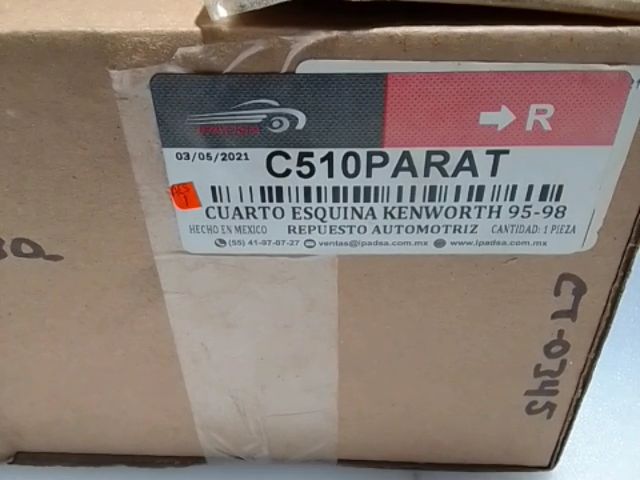 IPADSA
R
03/05/2021
C510PARAT
CUARTO ESQUINA KENWORTH 95-98
HECHO EN MEXICO REPUESTO AUTOMOTRIZ CANTIDAD: 1 PIEZA
(55) 41-97-07-27 ventas@ipadsa.com.mx www.ipadsa.com.mx
CT-0345